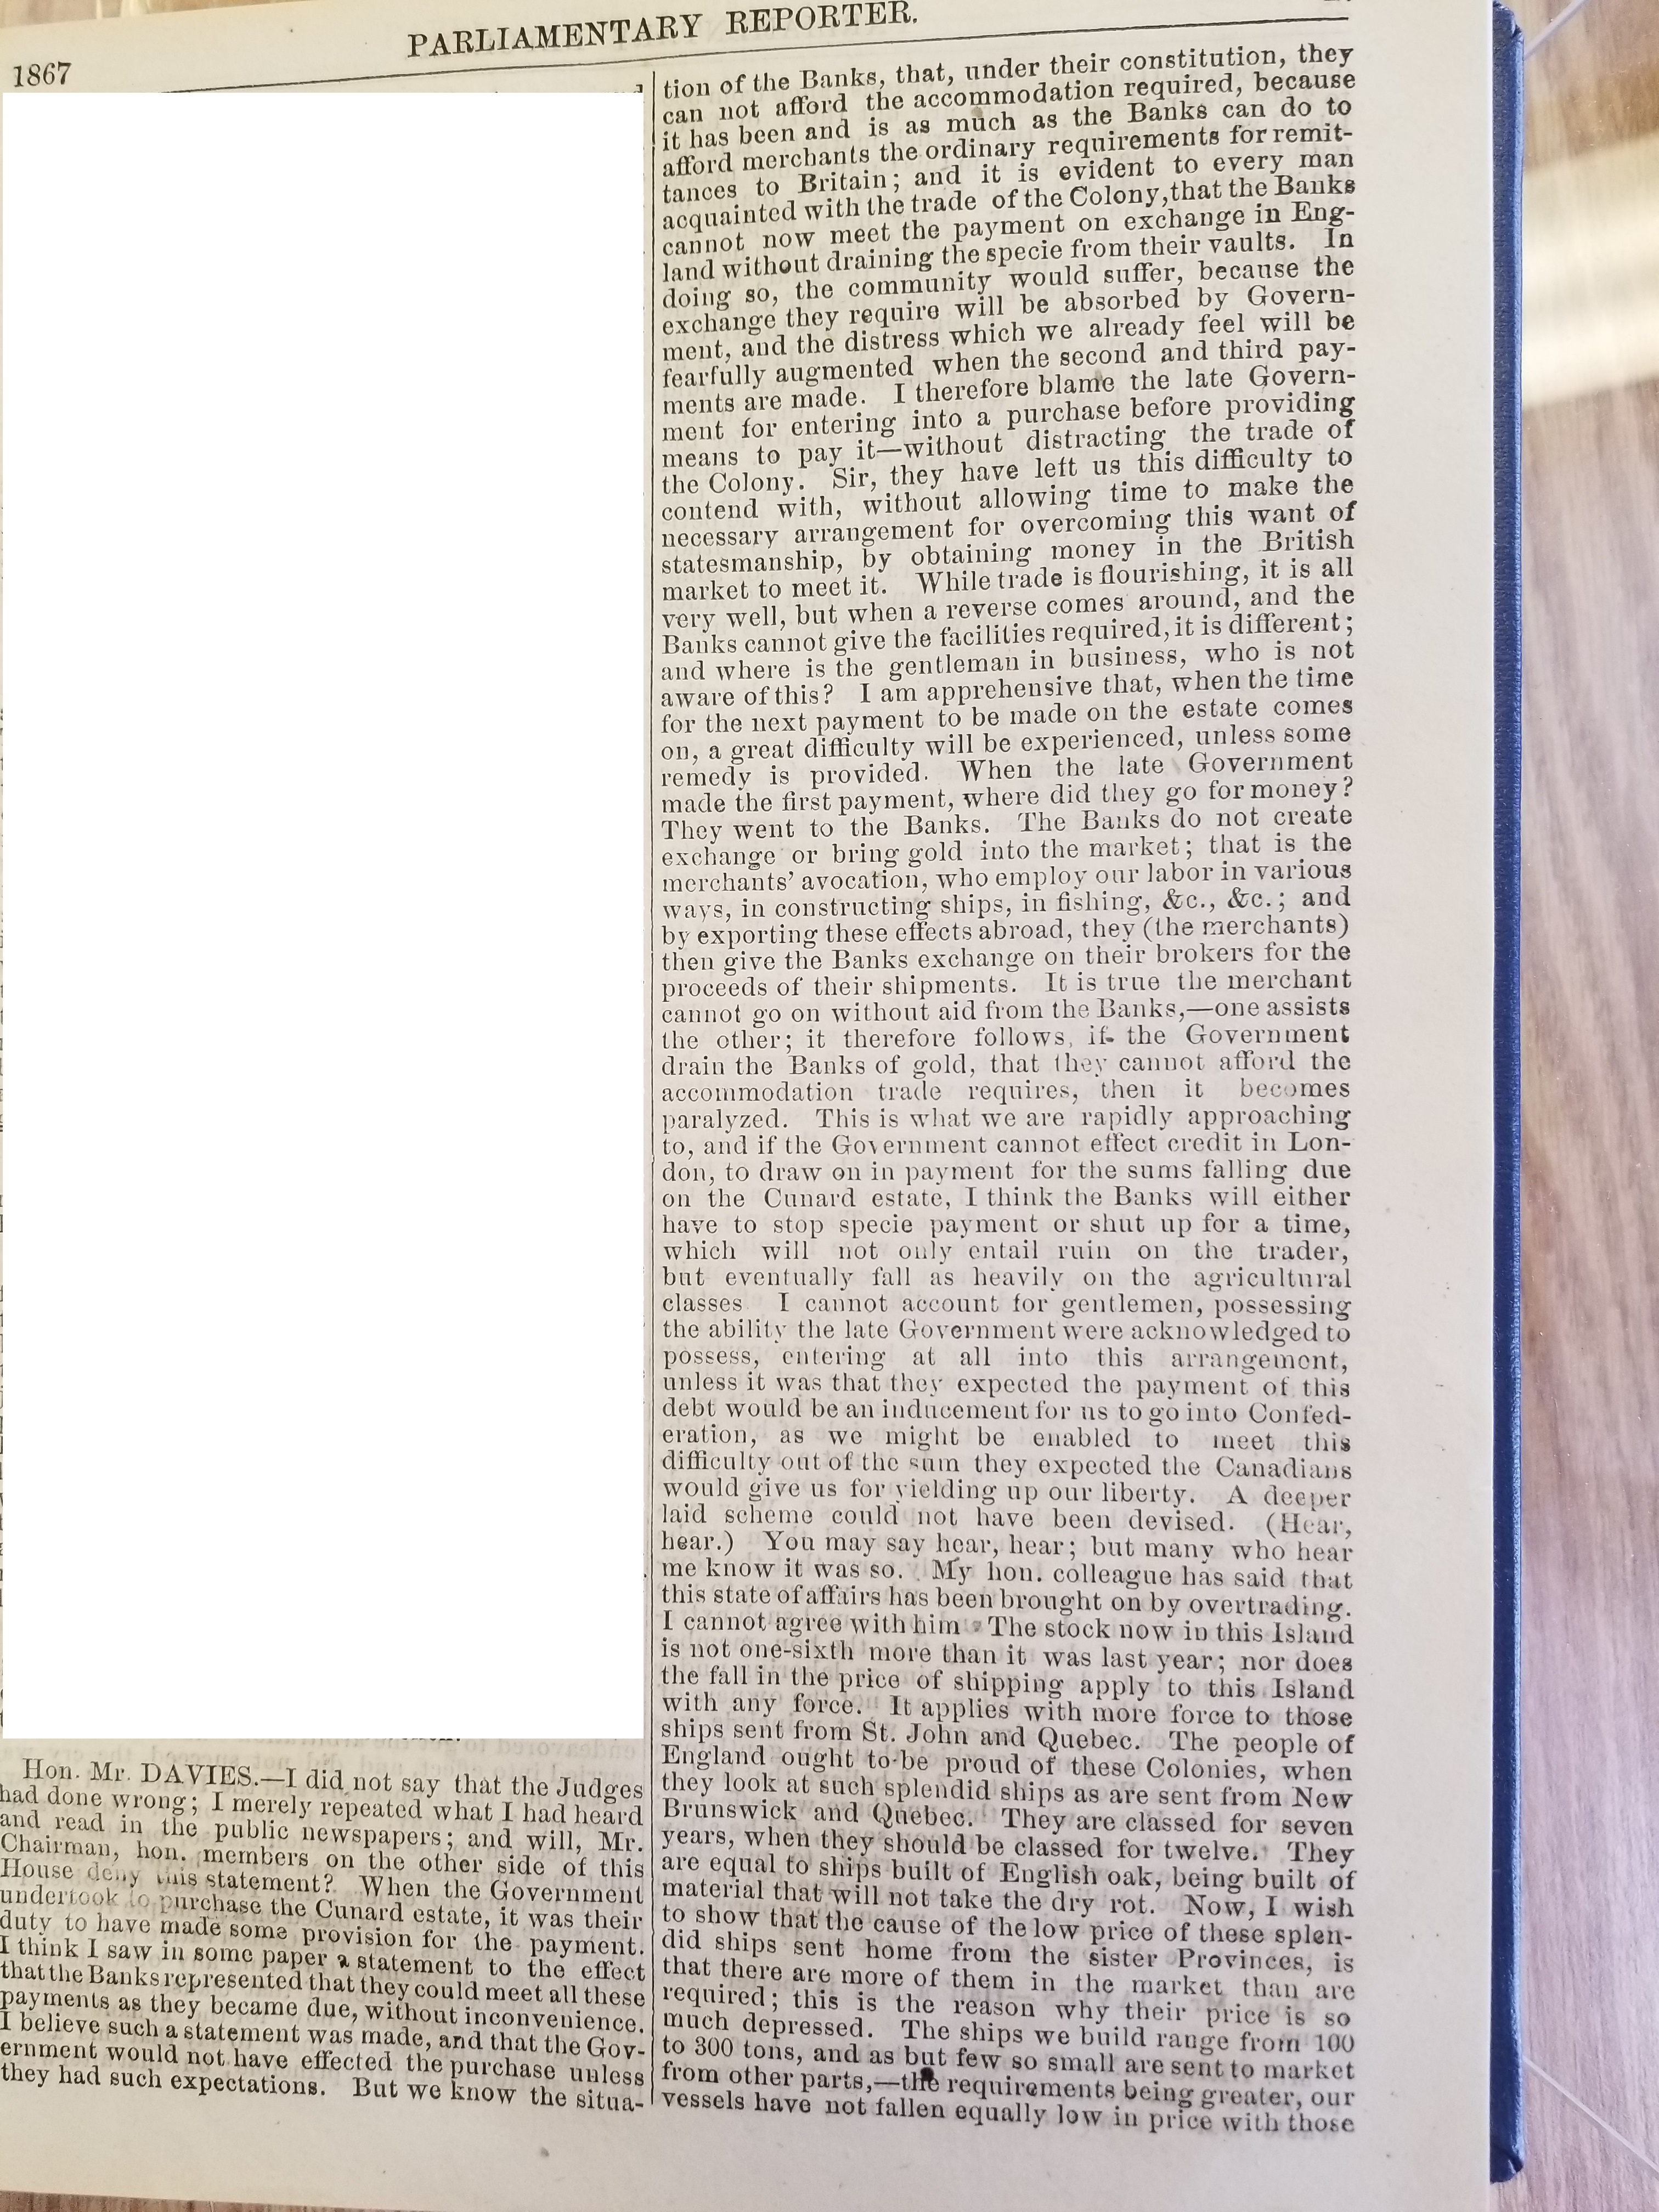 PARLIAMENTARY REPORTER.
1867
Hon. Mr. DAVIES.—I did not say that the Judges
had done wrong; I merely repeated what I had heard
and read in the public newspapers; and will, Mr.
Chairman, hon. members on the other side of this
House deny this statement? When the Government
undertook to purchase the Cunard estate, it was their
duty to have made some provision for the payment.
I think I saw in some paper a statement to the effect
that the Banks represented that they could meet all these
payments as they became due, without inconvenience.
I believe such a statement was made, and that the Gov-
ernment would not have effected the purchase unless
they had such expectations. But we know the situa-
tion of the Banks, that, under their constitution, they
can not afford the accommodation required, because
it has been and is as much as the Banks can do to
afford merchants the ordinary requirements for remit-
tances to Britain; and it is evident to every man
acquainted with the trade of the Colony, that the Banks
cannot now meet the payment on exchange in Eng-
land without draining the specie from their vaults. In
doing so, the community would suffer, because the
exchange they require will be absorbed by Govern-
ment, and the distress which we already feel will be
fearfully augmented when the second and third pay-
ments are made. I therefore blame the late Govern-
ment for entering into a purchase before providing
means to pay it—without distracting the trade of
the Colony. Sir, they have left us this difficulty to
contend with, without allowing time to make the
necessary arrangement for overcoming this want of
statesmanship, by obtaining money in the British
market to meet it. While trade is flourishing, it is all
very well, but when a reverse comes around, and the
Banks cannot give the facilities required, it is different;
and where is the gentleman in business, who is not
aware of this? I am apprehensive that, when the time
for the next payment to be made on the estate comes
on, a great difficulty will be experienced, unless some
remedy is provided. When the late Government
made the first payment, where did they go for money?
They went to the Banks. The Banks do not create
exchange or bring gold into the market; that is the
merchants' avocation, who employ our labor in various
ways, in constructing ships, in fishing, &c., &c.; and
by exporting these effects abroad, they (the merchants)
then give the Banks exchange on their brokers for the
proceeds of their shipments. It is true the merchant
cannot go on without aid from the Banks,—one assists
the other; it therefore follows, if the Government
drain the Banks of gold, that they cannot afford the
accommodation trade requires, then it becomes
paralyzed. This is what we are rapidly approaching
to, and if the Government cannot effect credit in Lon-
don, to draw on in payment for the sums falling due
on the Cunard estate, I think the Banks will either
have to stop specie payment or shut up for a time,
which will not only entail ruin on the trader,
but eventually fall as heavily on the agricultural
classes I cannot account for gentlemen, possessing
the ability the late Government were acknowledged to
possess, entering at all into this arrangement,
unless it was that they expected the payment of this
debt would be an inducement for us to go into Confed-
eration, as we might be enabled to meet this
difficulty out of the sum they expected the Canadians
would give us for yielding up our liberty. A deeper
laid scheme could not have been devised. (Hear,
hear.) You may say hear, hear; but many who hear
me know it was so. My hon. colleague has said that
this state of affairs has been brought on by overtrading.
I cannot agree with him The stock now in this Island
is not one-sixth more than it was last year; nor does
the fall in the price of shipping apply to this Island
with any force. It applies with more force to those
ships sent from St. John and Quebec. The people of
England ought to be proud of these Colonies, when
they look at such splendid ships as are sent from New
Brunswick and Quebec. They are classed for seven
years, when they should be classed for twelve. They
are equal to ships built of English oak, being built of
material that will not take the dry rot. Now, I wish
to show that the cause of the low price of these splen-
did ships sent home from the sister Provinces, is
that there are more of them in the market than are
required; this is the reason why their price is so
much depressed. The ships we build range from 100
to 300 tons, and as but few so small are sent to market
from other parts,—the requirements being greater, our
vessels have not fallen equally low in price with those